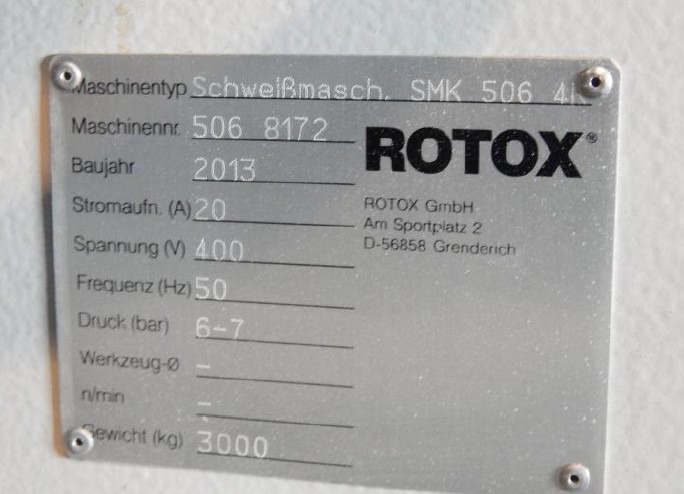 Maschinentyp Schweißmasch. SMK 506
Maschinennr. 506 8172
ROTOX®
Baujahr 2013
Stromaufn. (A) 20
ROTOX GmbH
Am Sportplatz 2
D-56858 Grenderich
Spannung (V) 400
Frequenz (Hz) 50
Druck (bar) 6-7
Werkzeug-Ø –
n/min –
Gewicht (kg) 3000